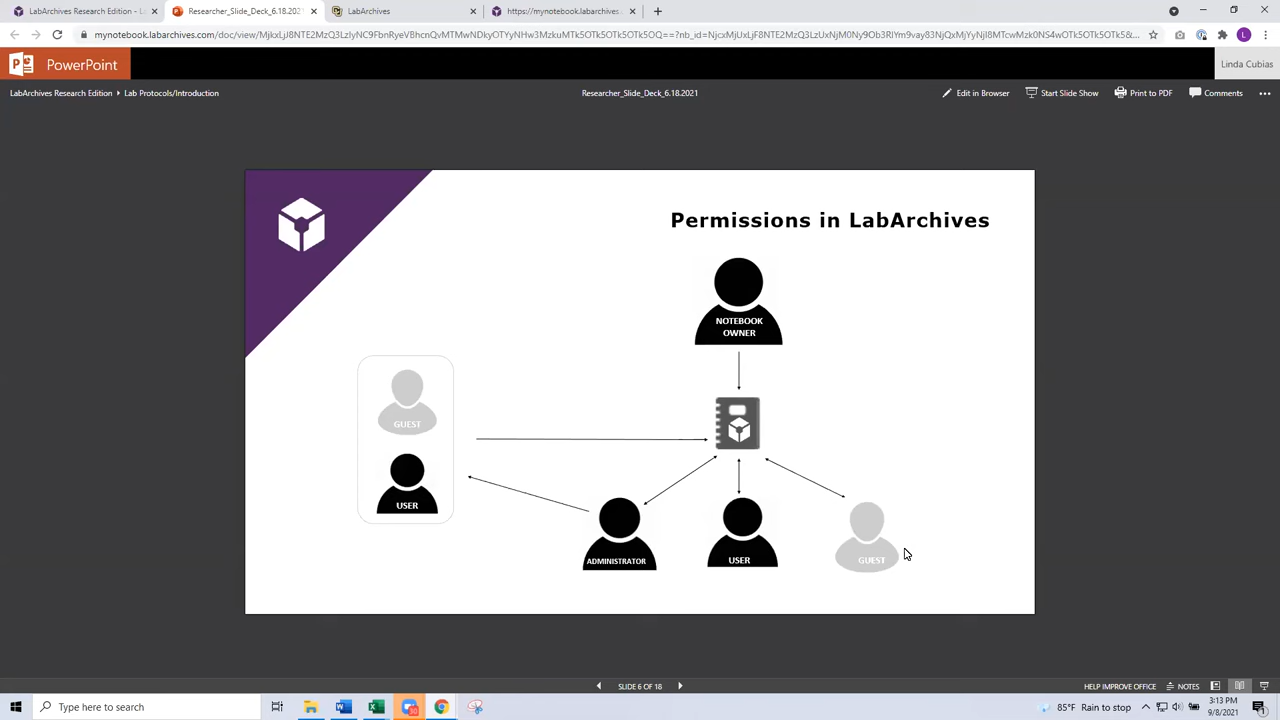 LabArchives Research Edition - L
Researcher_Slide_Deck_6.18.202
LabArchives
https://mynotebook.labarchives.
PowerPoint
Linda Cubias
LabArchives Research Edition
Lab Protocols/Introduction
Researcher_Slide_Deck_6.18.2021
Edit in Browser
Start Slide Show
Print to PDF
Comments
Permissions in LabArchives
NOTEBOOK
OWNER
GUEST
USER
ADMINISTRATOR
USER
GUEST
SLIDE 6 OF 18
HELP IMPROVE OFFICE
NOTES
Type here to search
85°F Rain to stop
3:13 PM
9/8/2021